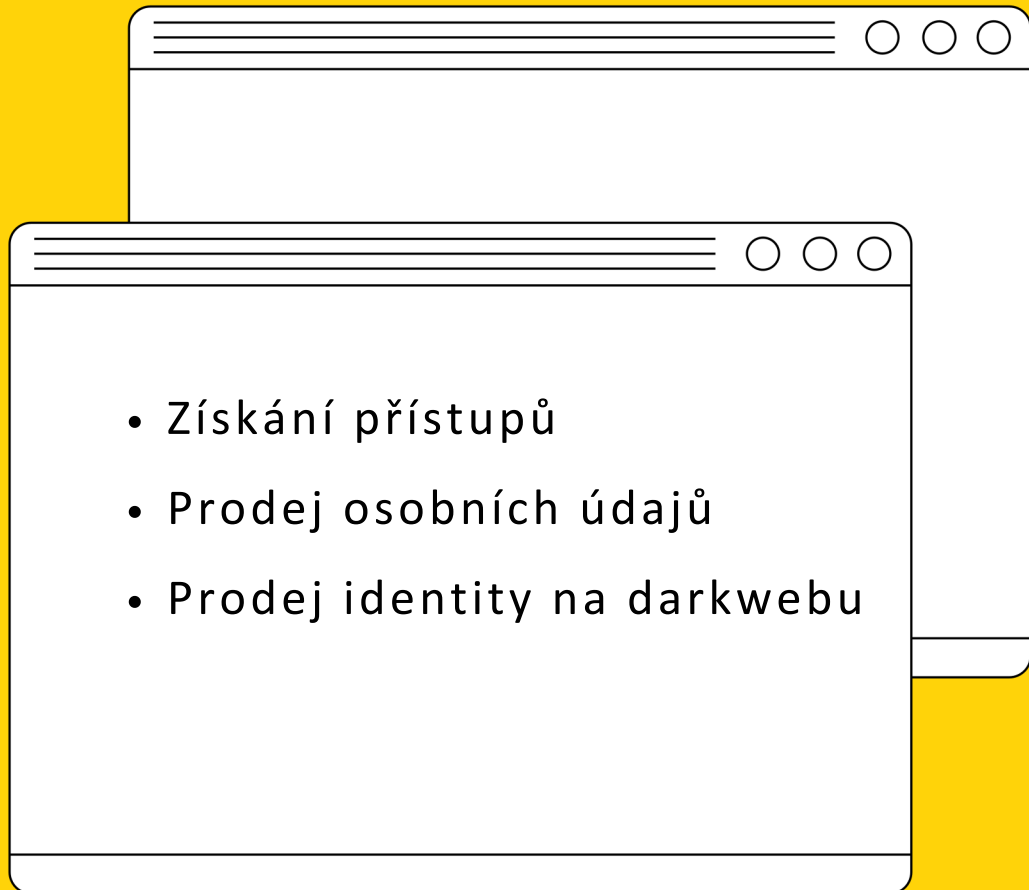 • Získání přístupů
• Prodej osobních údajů
• Prodej identity na darkwebu